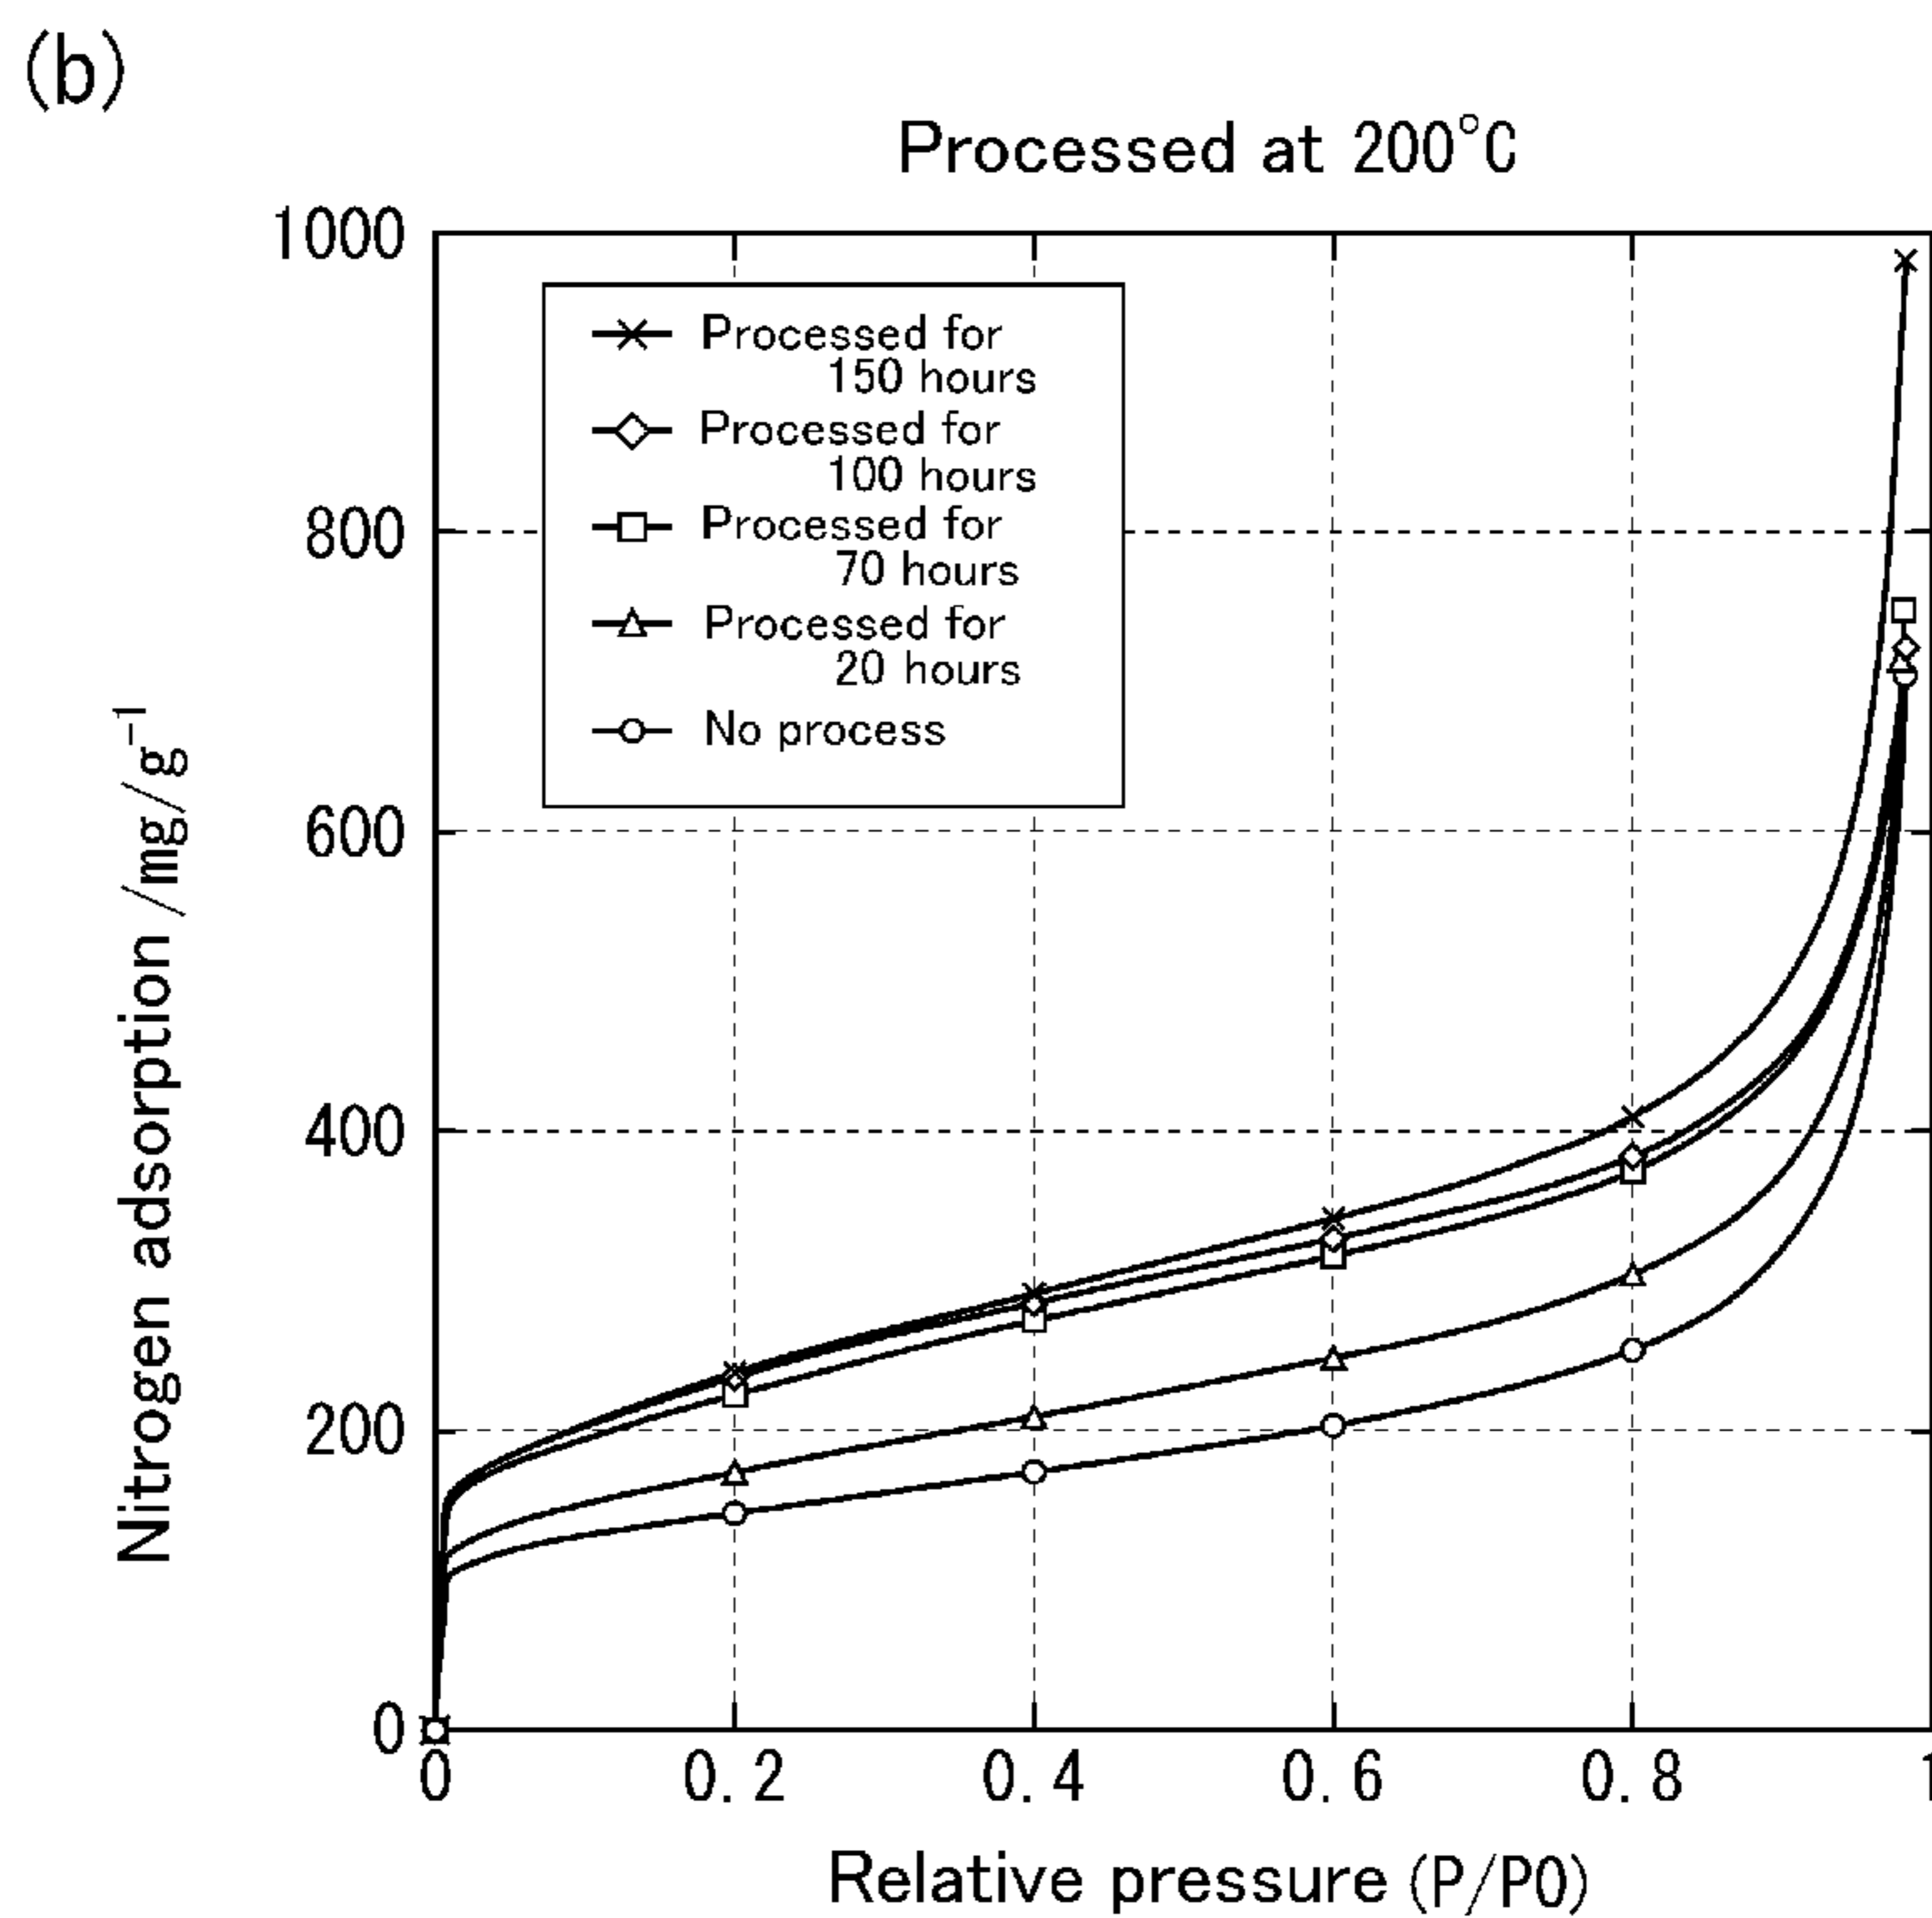 (b)
Processed at 200°C
1000
800
600
400
200
0
Nitrogen adsorption /mg/g⁻¹
Processed for
150 hours
Processed for
100 hours
Processed for
70 hours
Processed for
20 hours
No process
0 0.2 0.4 0.6 0.8 1
Relative pressure (P/P0)